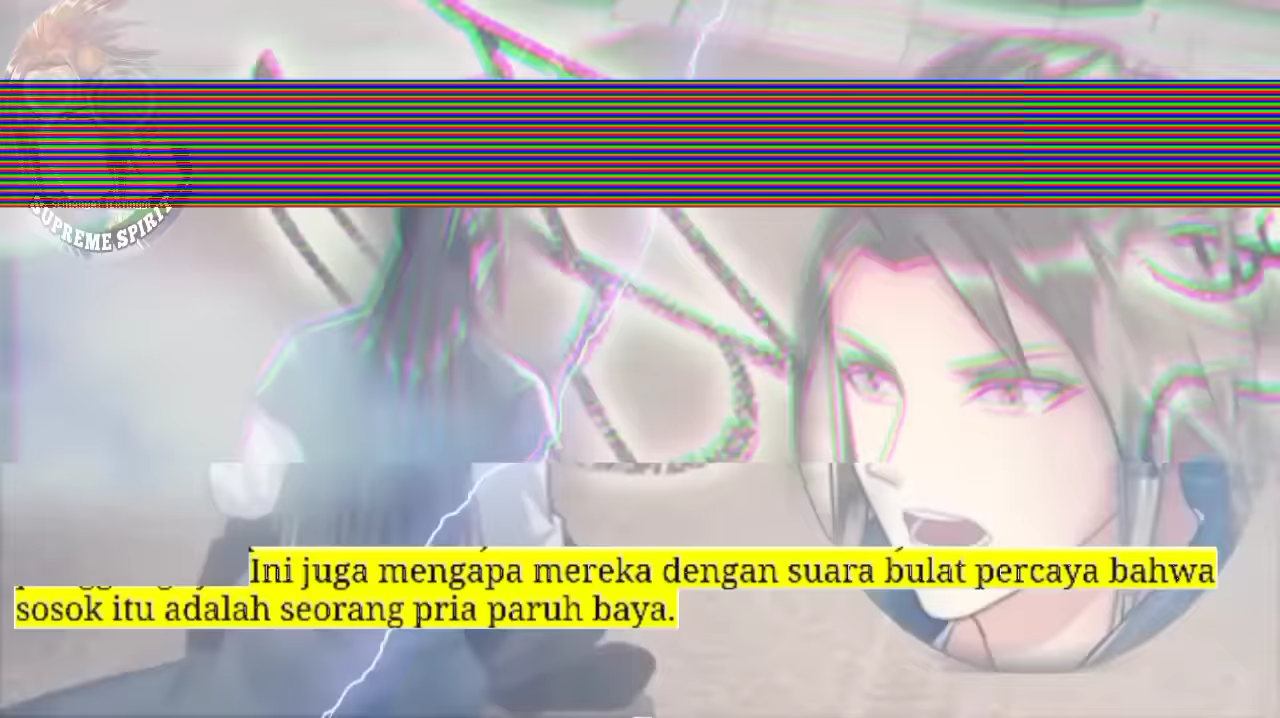 SUPREME SPIRIT
Ini juga mengapa mereka dengan suara bulat percaya bahwa
sosok itu adalah seorang pria paruh baya.